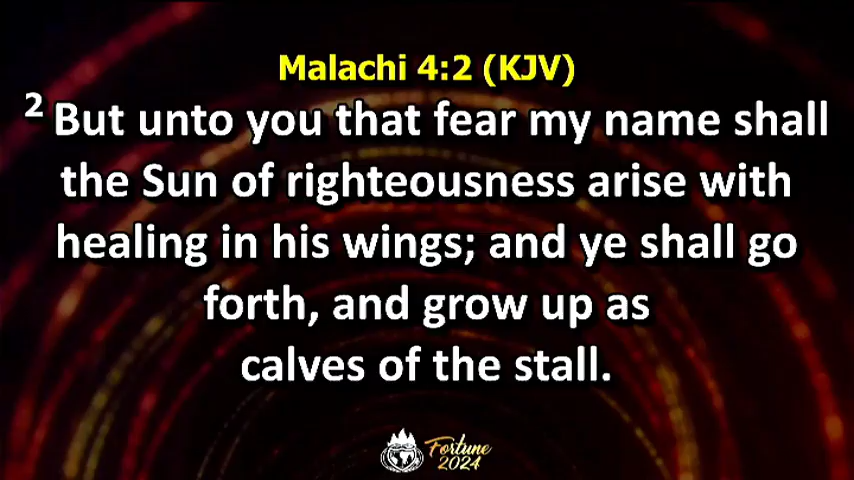 Malachi 4:2 (KJV)
2 But unto you that fear my name shall
the Sun of righteousness arise with
healing in his wings; and ye shall go
forth, and grow up as
calves of the stall.
Fortune
2024